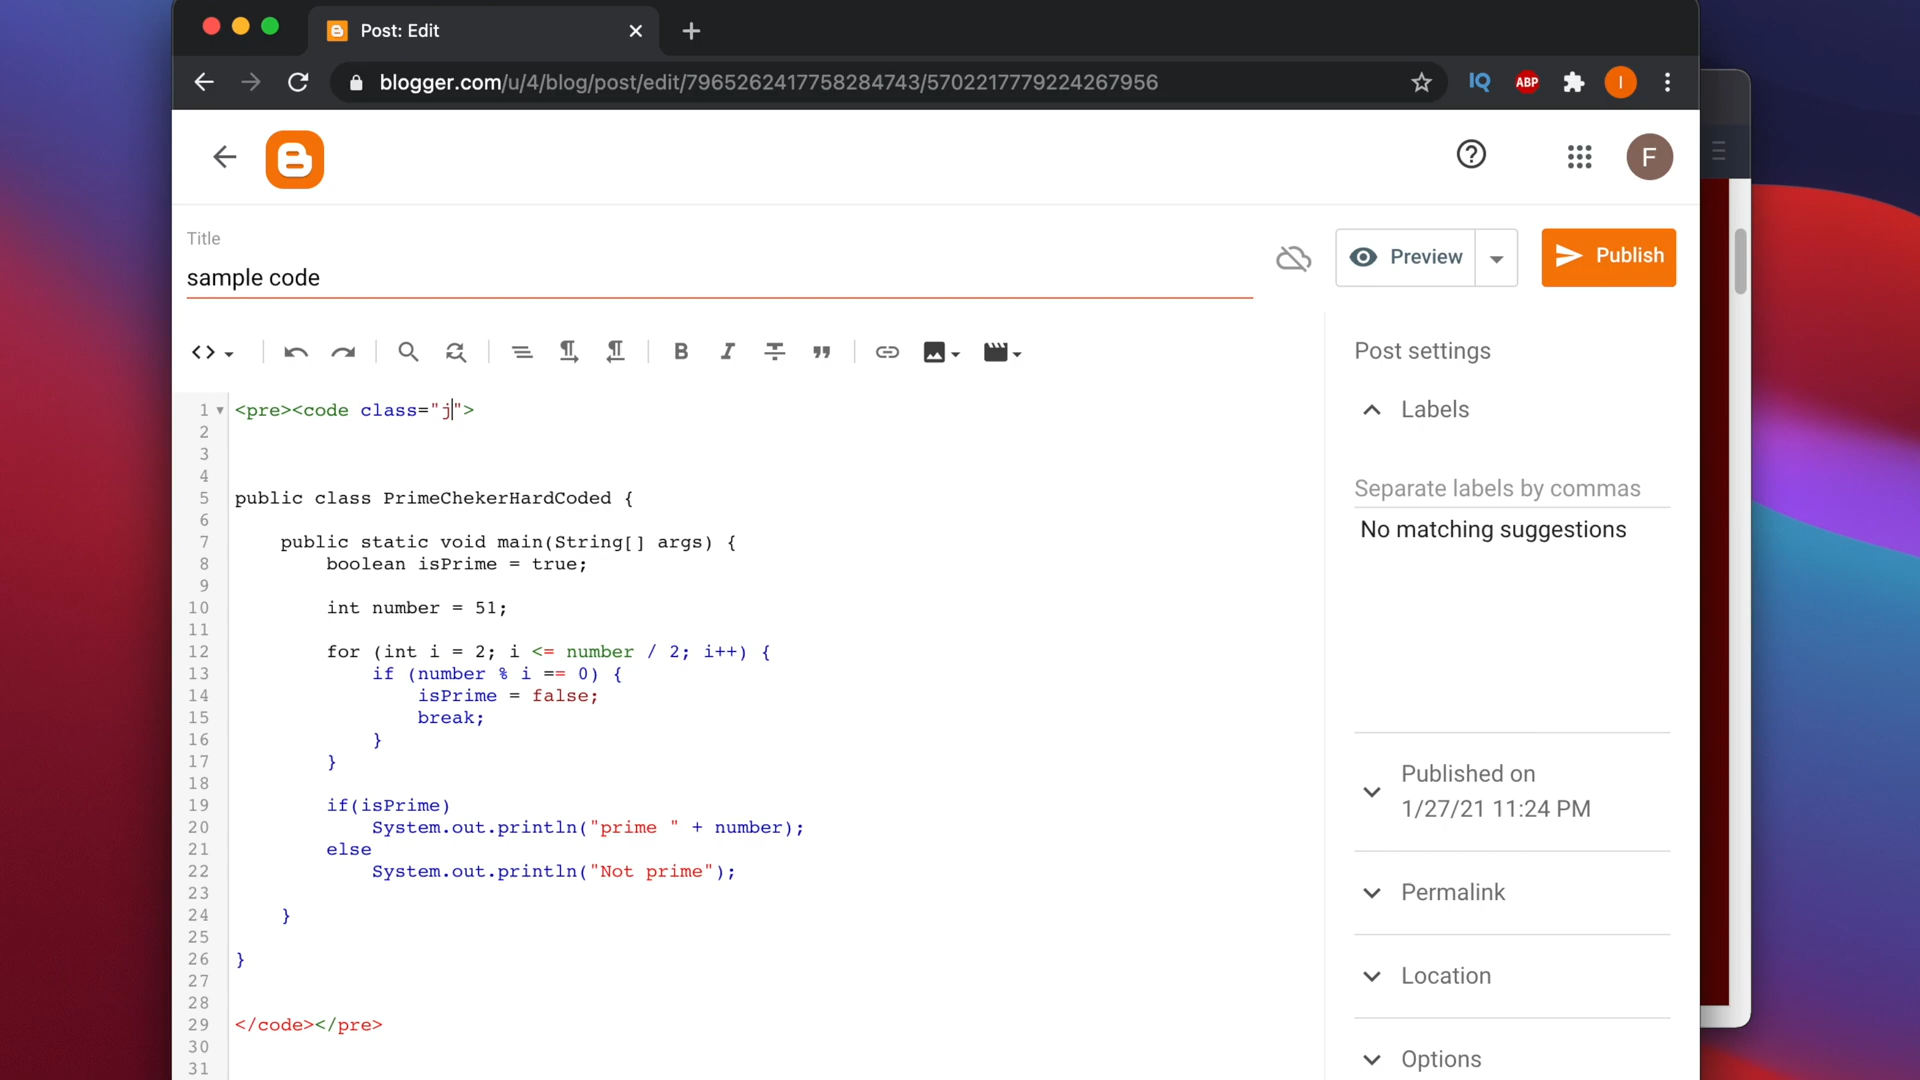 Post: Edit
blogger.com/u/4/blog/post/edit/7965262417758284743/5702217779224267956
IQ
ABP
I
F
Title
sample code
Preview
Publish
Post settings
Labels
Separate labels by commas
No matching suggestions
Published on
1/27/21 11:24 PM
Permalink
Location
Options
1 <pre><code class="j">
2
3
4
5 public class PrimeChekerHardCoded {
6
7     public static void main(String[] args) {
8         boolean isPrime = true;
9
10         int number = 51;
11
12         for (int i = 2; i <= number / 2; i++) {
13             if (number % i == 0) {
14                 isPrime = false;
15                 break;
16             }
17         }
18
19         if(isPrime)
20             System.out.println("prime " + number);
21         else
22             System.out.println("Not prime");
23
24     }
25
26 }
27
28
29 </code></pre>
30
31